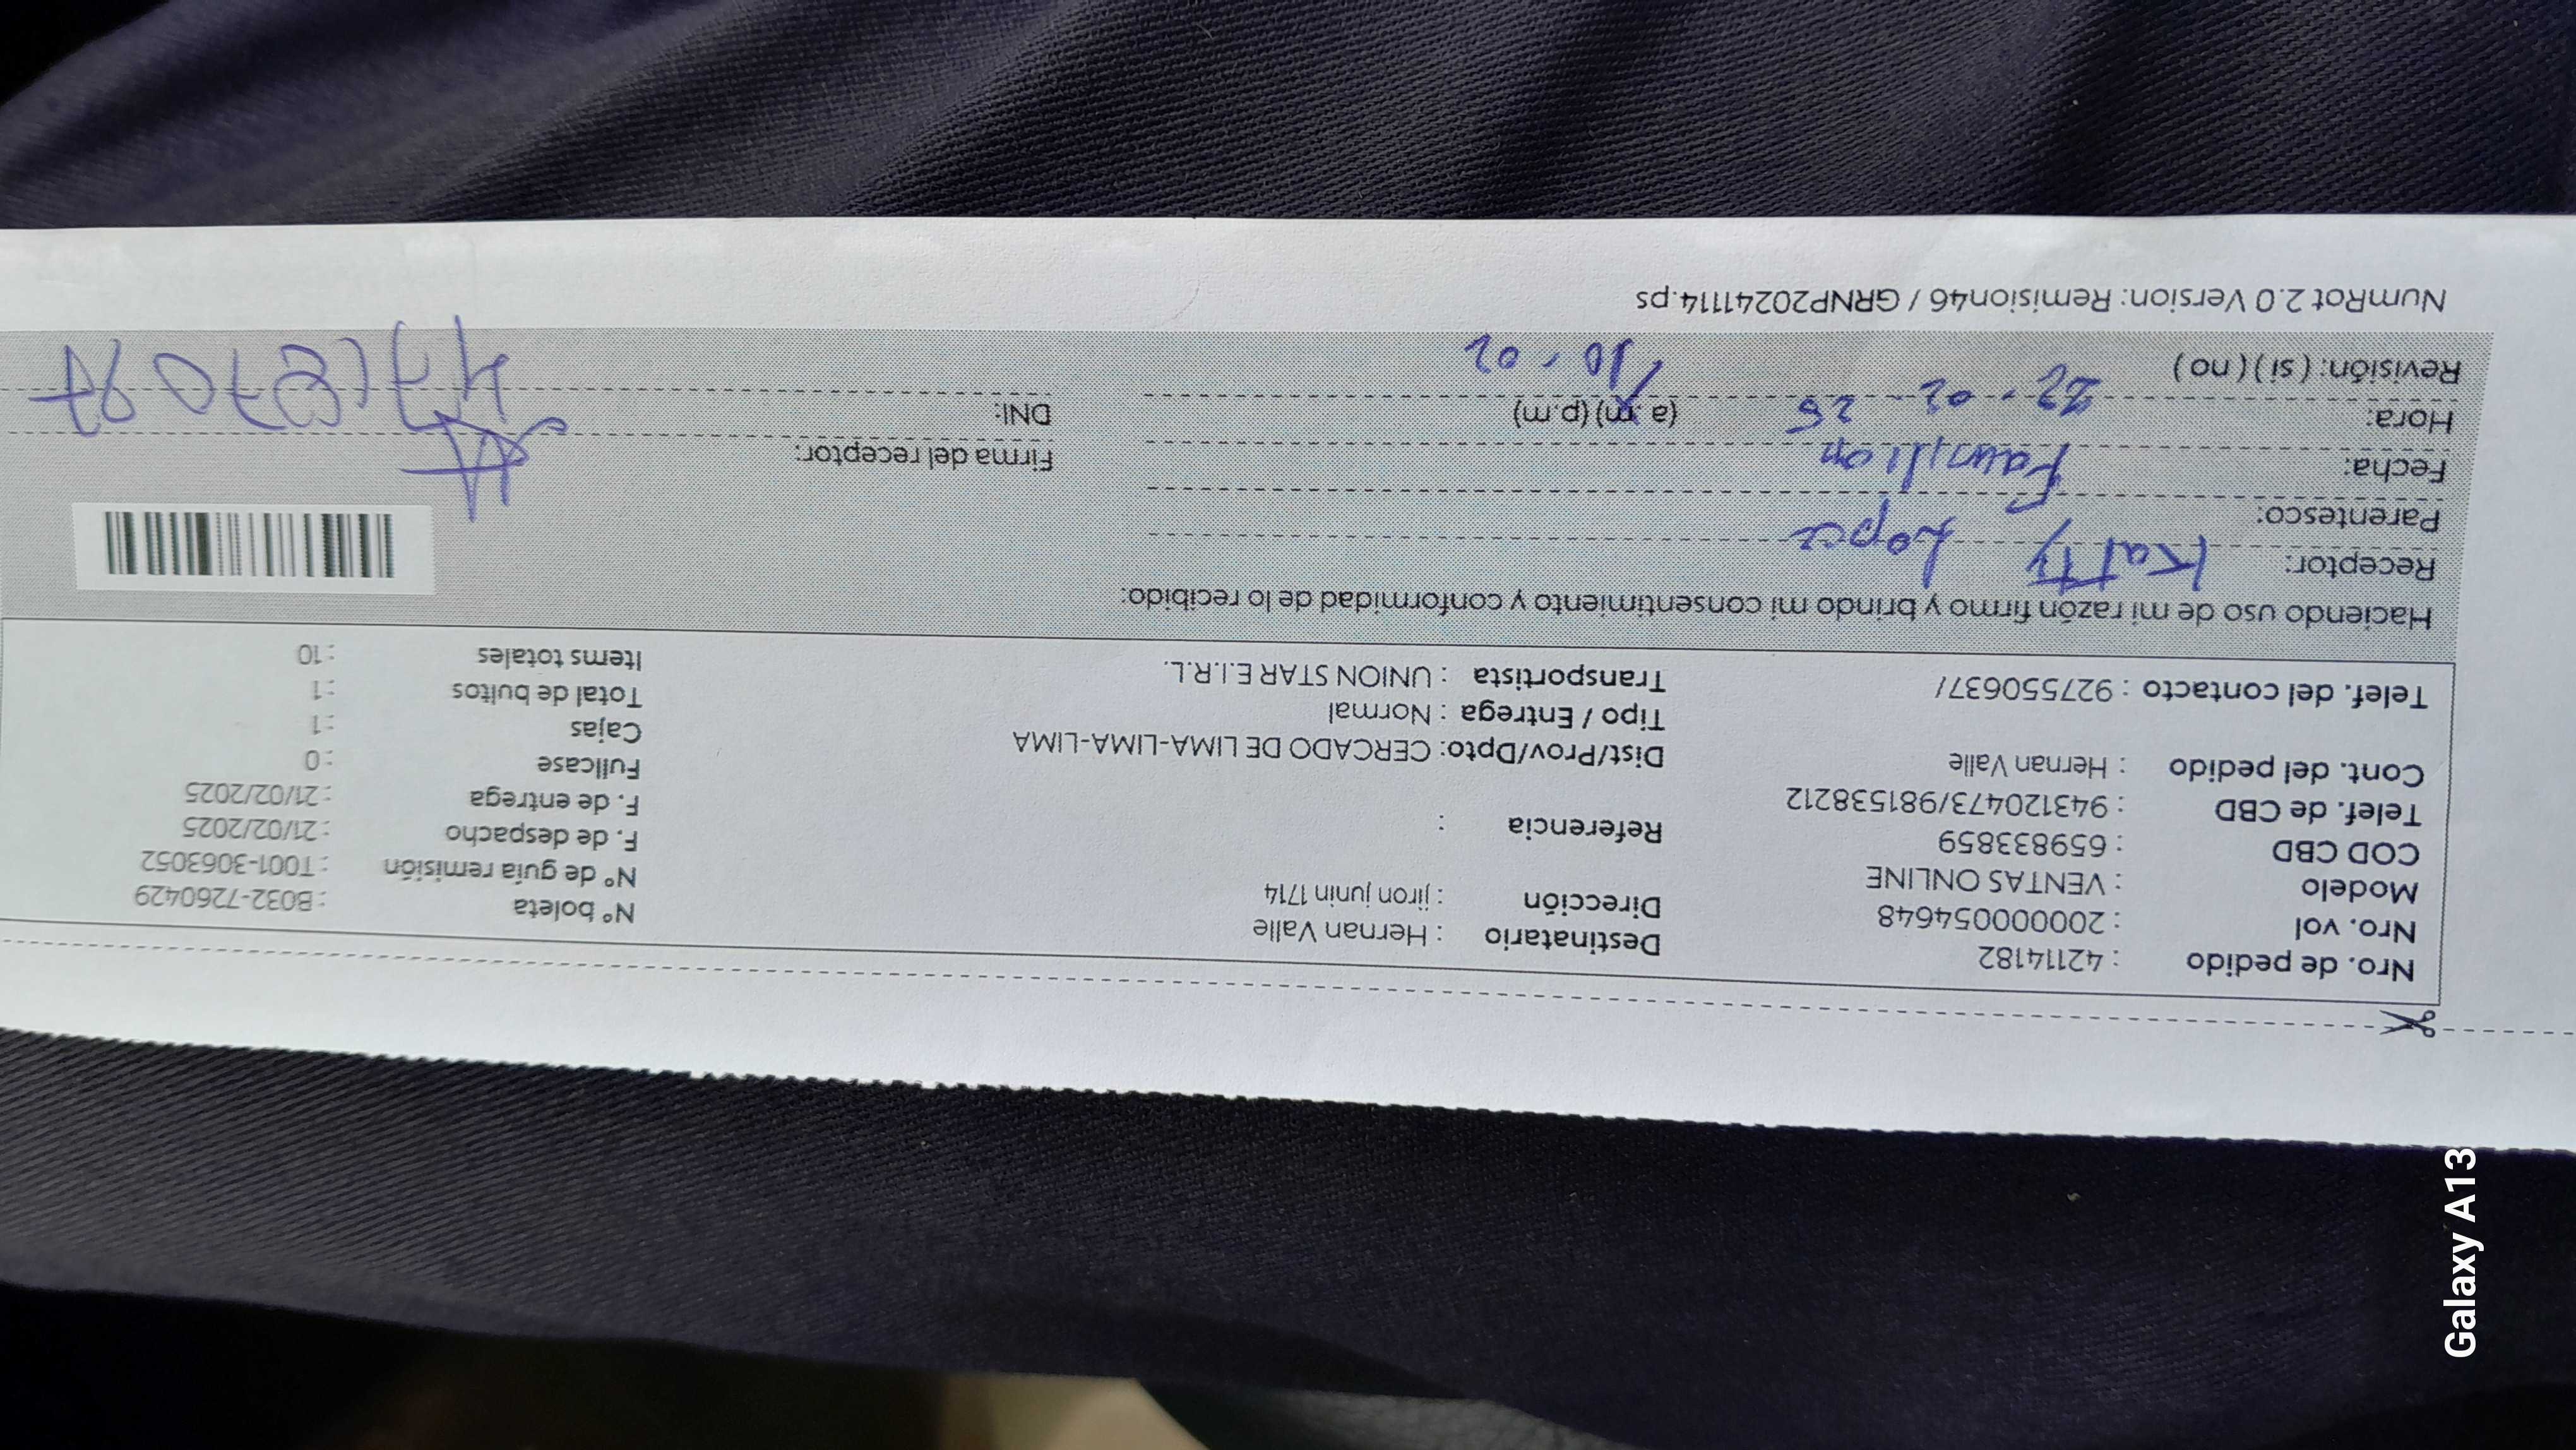 Nro. de pedido : 42114182
Nro. vol : 20000054648
Modelo : VENTAS ONLINE
COD CBD : 659833859
Telef. de CBD : 943120473/981538212
Cont. del pedido : Hernan Valle
Telef. del contacto : 927550637/
Destinatario : Hernan Valle
Dirección : jiron junin 1714
Referencia :
Dist/Prov/Dpto: CERCADO DE LIMA-LIMA-LIMA
Tipo / Entrega : Normal
Transportista : UNION STAR E.I.R.L.
N° boleta : B032-7260429
N° de guía remisión : T001-3063052
F. de despacho : 21/02/2025
F. de entrega : 21/02/2025
Fullcase : 0
Cajas : 1
Total de bultos : 1
Items totales : 10
Haciendo uso de mi razón firmo y brindo mi consentimiento y conformidad de lo recibido:
Receptor: Katty Lopez
Parentesco: Familiar
Fecha: 22-02-25
Hora: (a.m) (p.m) 10.02
Revisión: (si) (no)
Firma del receptor:
DNI:
NumRot 2.0 Version: Remision46 / GRNP20241114.ps
Galaxy A13